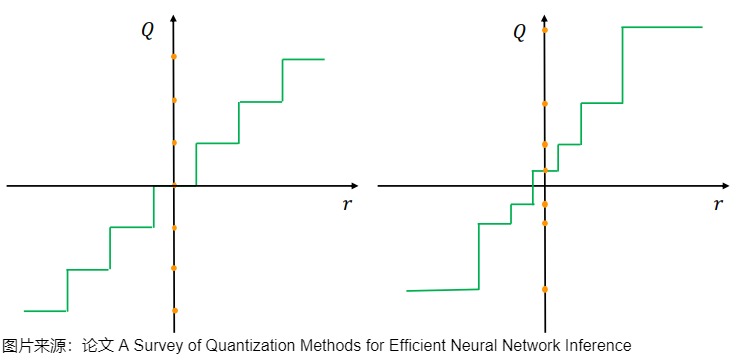 Q
Q
r
r
图片来源：论文 A Survey of Quantization Methods for Efficient Neural Network Inference